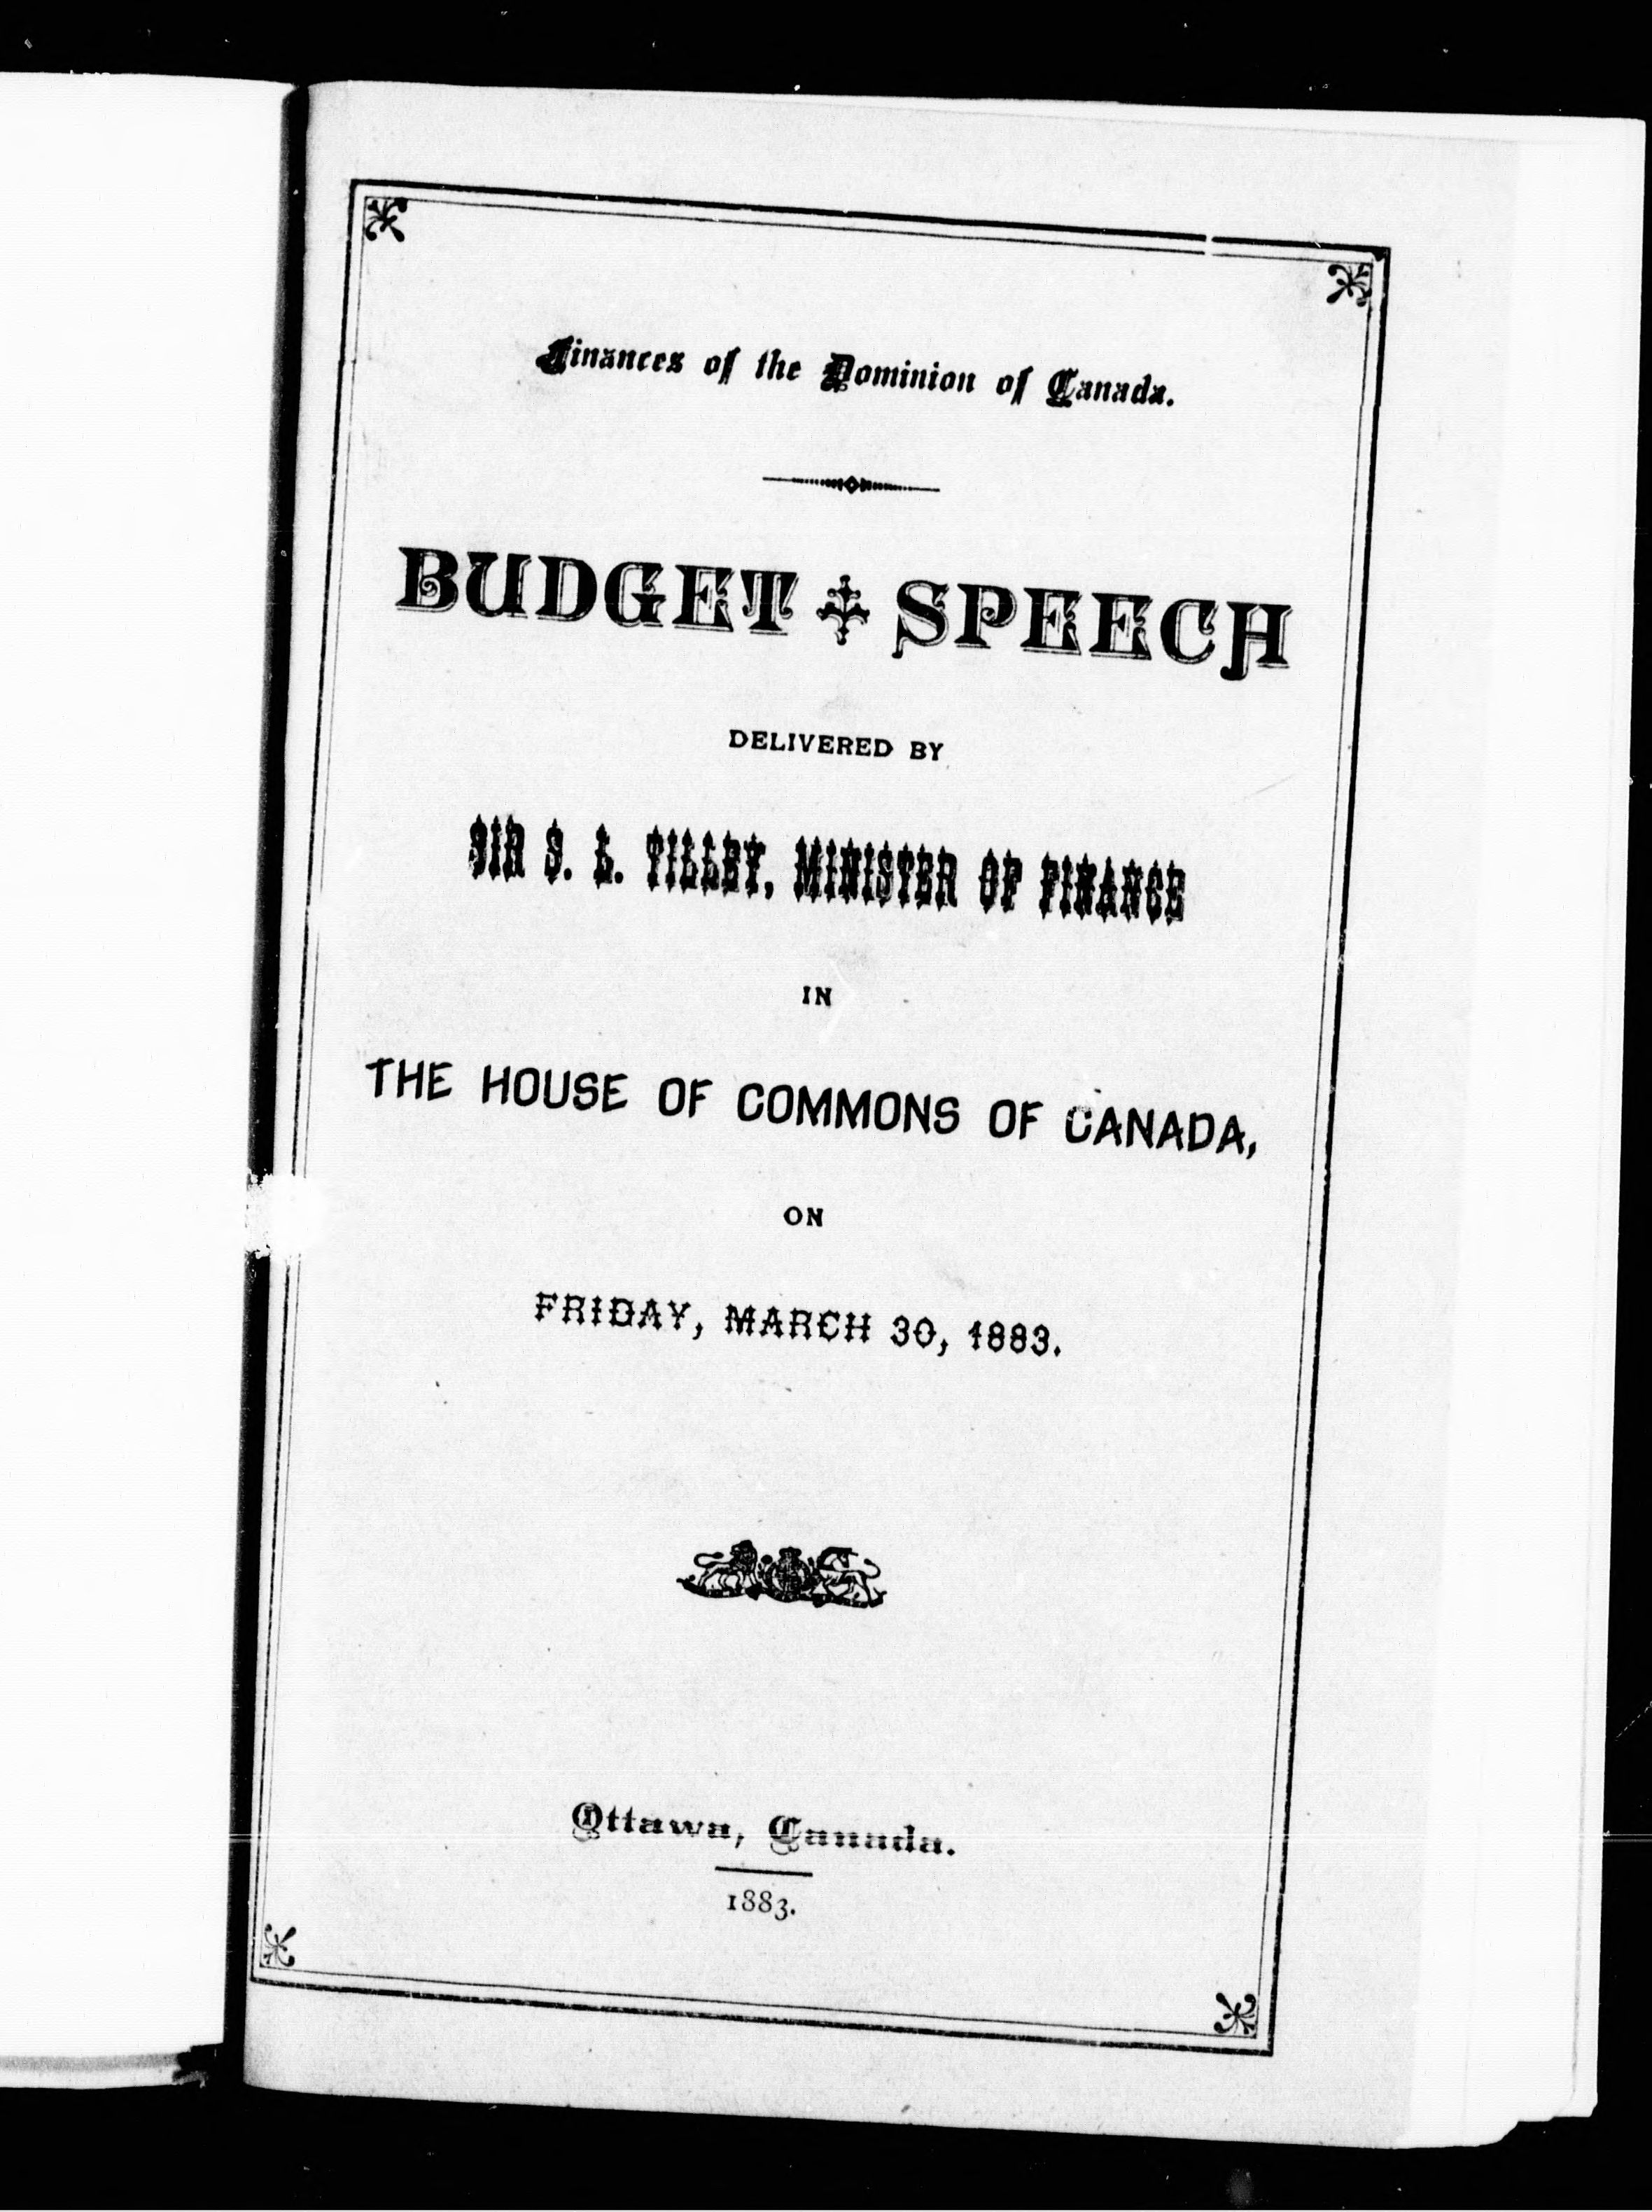 Finances of the Dominion of Canada.
BUDGET SPEECH
DELIVERED BY
SIR S. L. TILLEY, MINISTER OF FINANCE
IN
THE HOUSE OF COMMONS OF CANADA,
ON
FRIDAY, MARCH 30, 1883.
Ottawa, Canada.
1883.